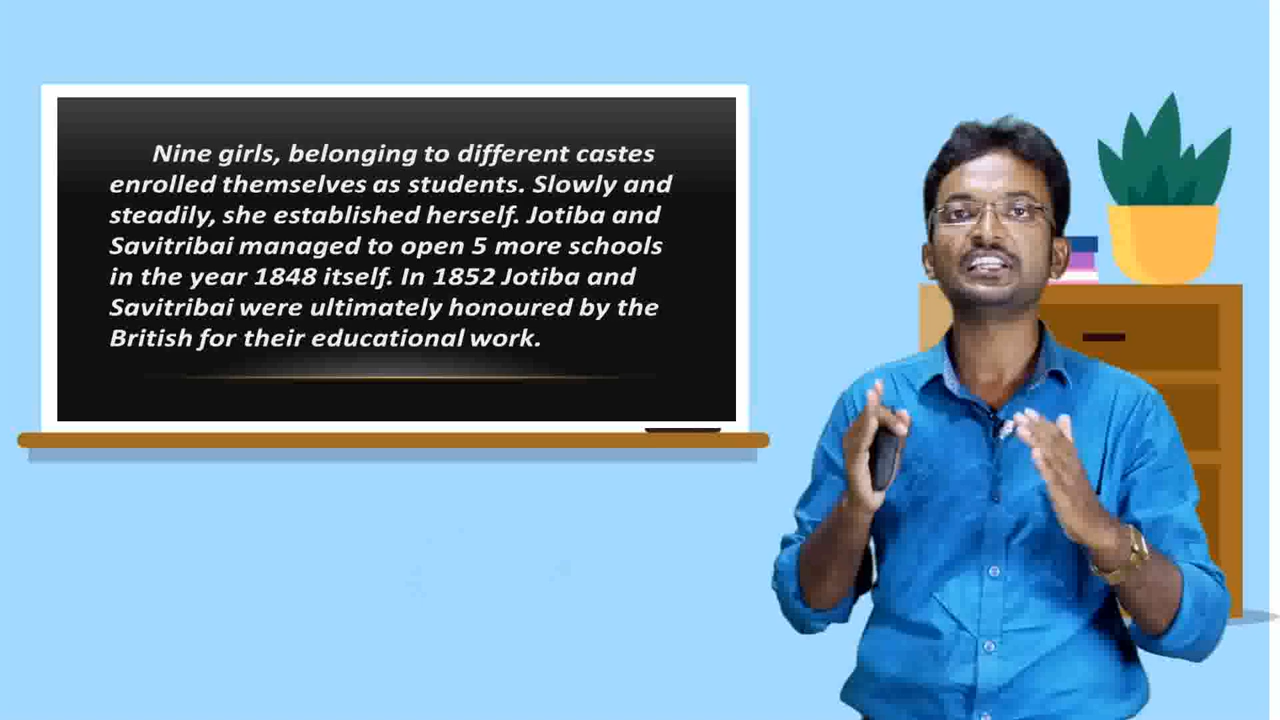 Nine girls, belonging to different castes
enrolled themselves as students. Slowly and
steadily, she established herself. Jotiba and
Savitribai managed to open 5 more schools
in the year 1848 itself. In 1852 Jotiba and
Savitribai were ultimately honoured by the
British for their educational work.